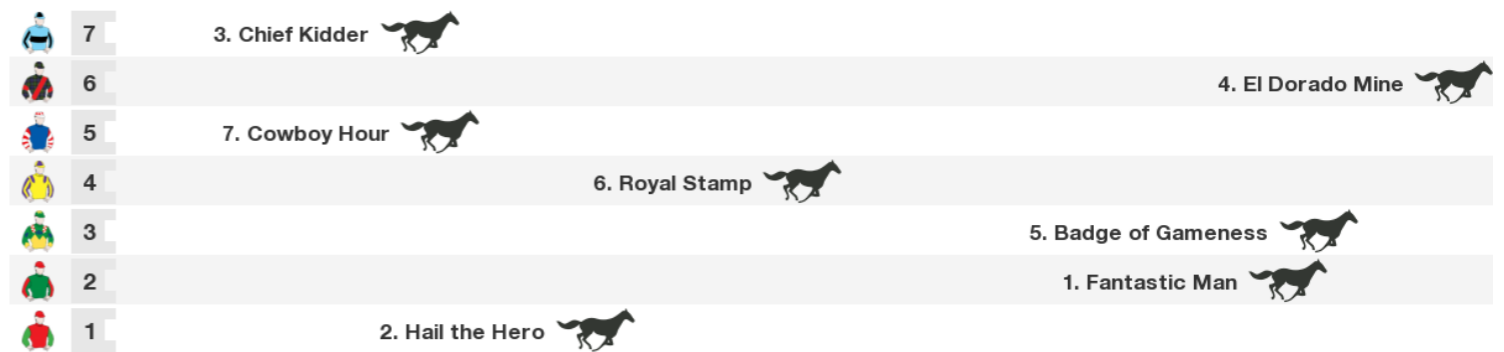 7 3. Chief Kidder
6 4. El Dorado Mine
5 7. Cowboy Hour
4 6. Royal Stamp
3 5. Badge of Gameness
2 1. Fantastic Man
1 2. Hail the Hero